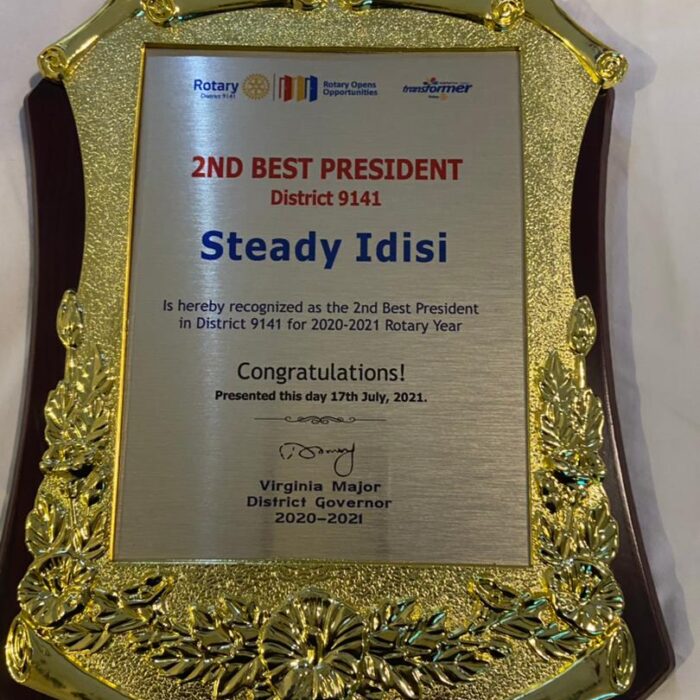 Rotary
District 9141
Rotary Opens
Opportunities
transformer
2ND BEST PRESIDENT
District 9141
Steady Idisi
Is hereby recognized as the 2nd Best President
in District 9141 for 2020-2021 Rotary Year
Congratulations!
Presented this day 17th July, 2021.
Virginia Major
District Governor
2020-2021